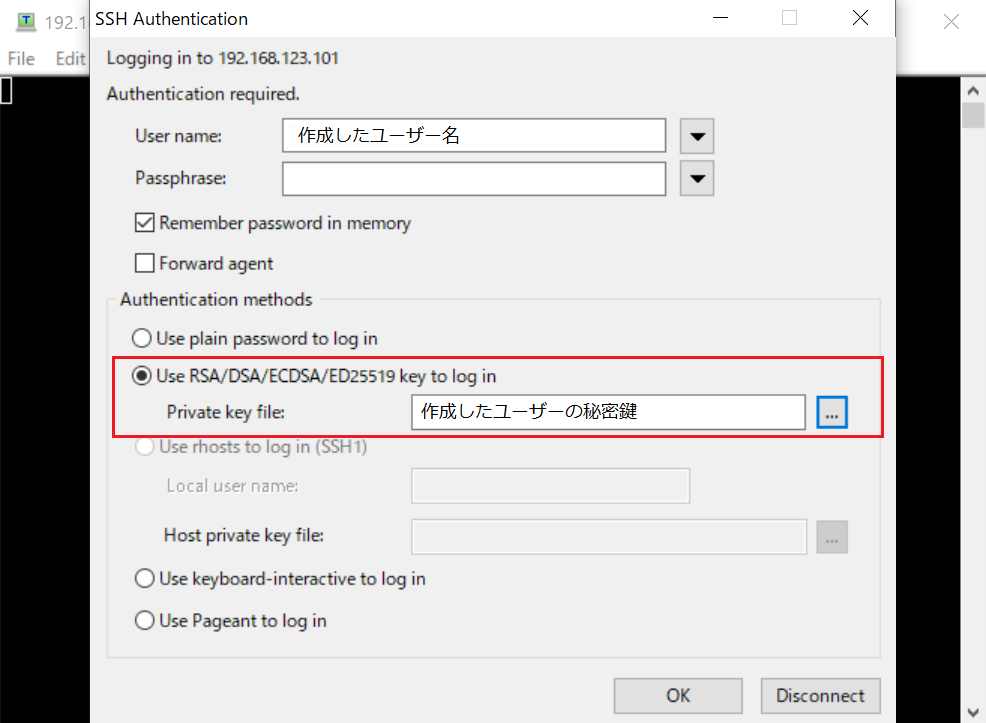 192.1
SSH Authentication
File Edit
Logging in to 192.168.123.101
Authentication required.
User name: 作成したユーザー名
Passphrase:
Remember password in memory
Forward agent
Authentication methods
Use plain password to log in
Use RSA/DSA/ECDSA/ED25519 key to log in
Private key file: 作成したユーザーの秘密鍵 ...
Use rhosts to log in (SSH1)
Local user name:
Host private key file: ...
Use keyboard-interactive to log in
Use Pageant to log in
OK Disconnect